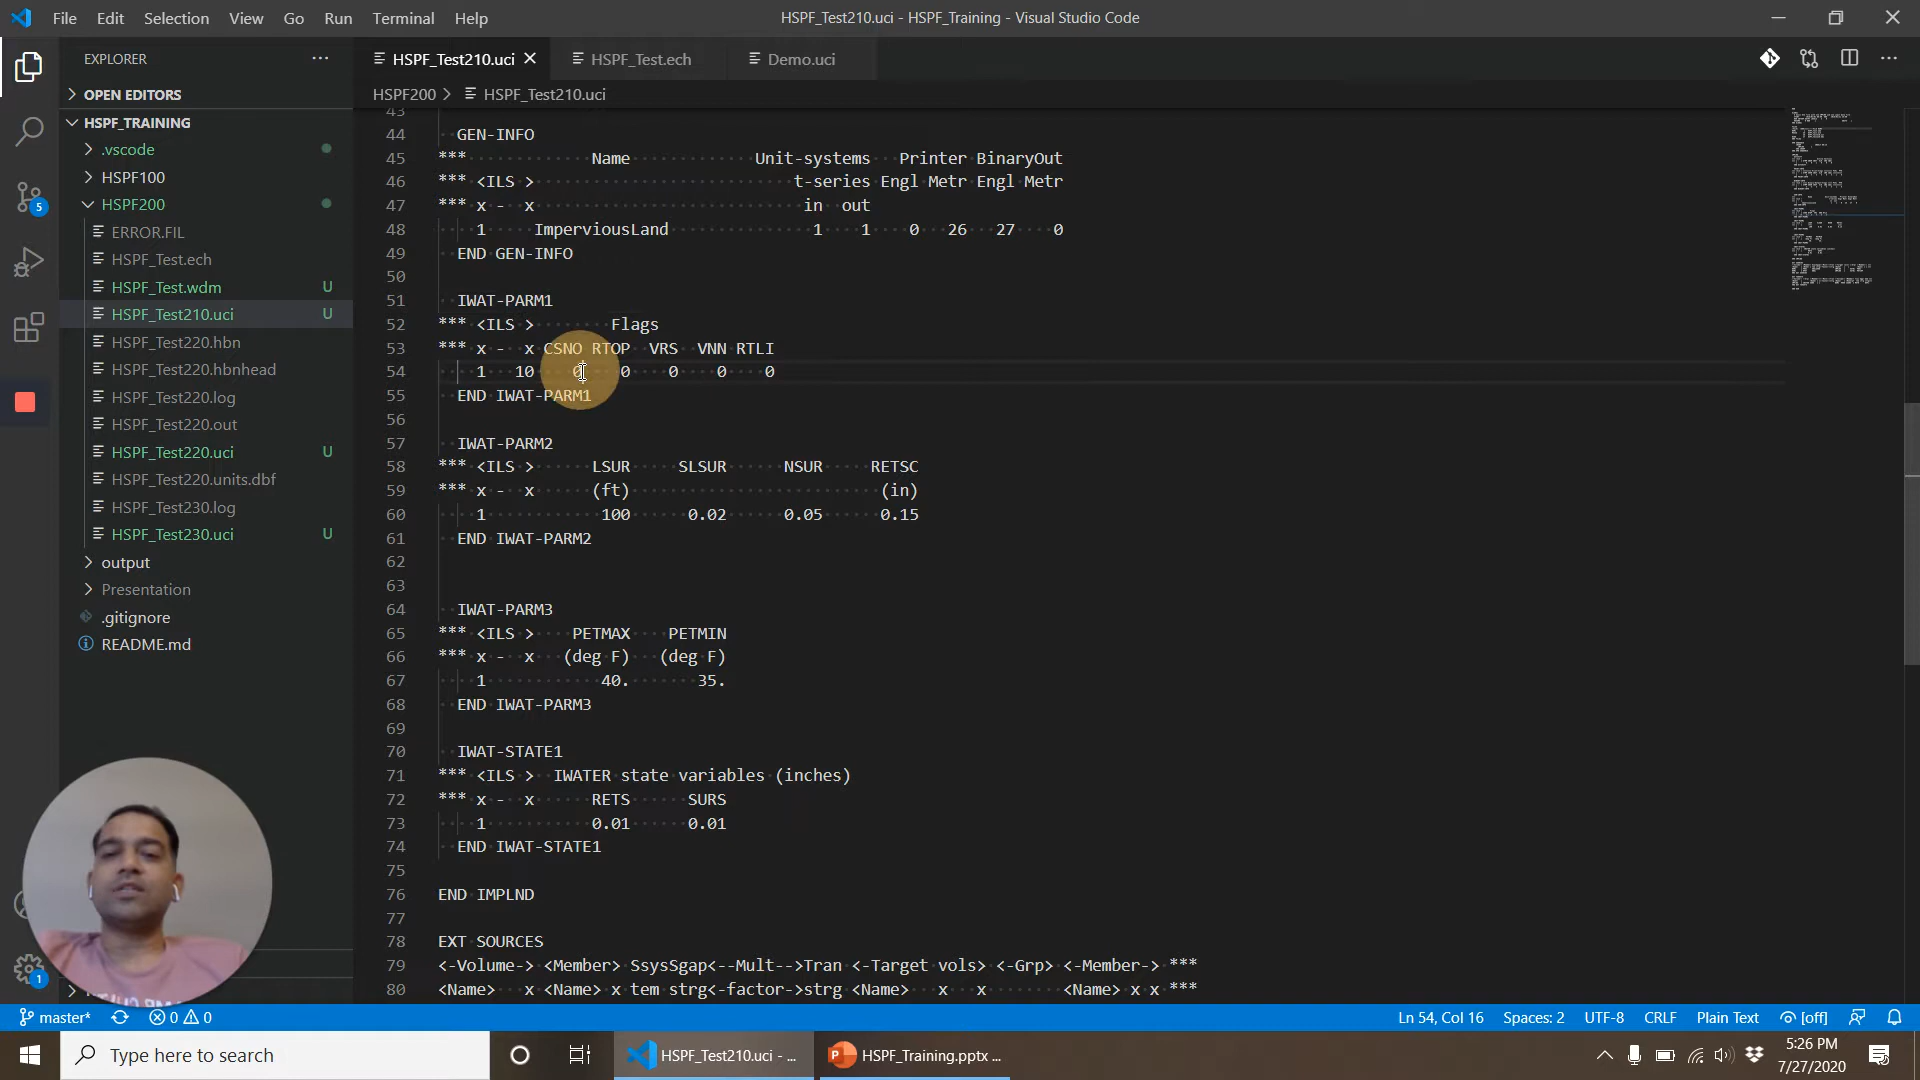 File Edit Selection View Go Run Terminal Help
HSPF_Test210.uci - HSPF_Training - Visual Studio Code
EXPLORER
OPEN EDITORS
HSPF_TRAINING
.vscode
HSPF100
HSPF200
ERROR.FIL
HSPF_Test.ech
HSPF_Test.wdm U
HSPF_Test210.uci U
HSPF_Test220.hbn
HSPF_Test220.hbnhead
HSPF_Test220.log
HSPF_Test220.out
HSPF_Test220.uci U
HSPF_Test220.units.dbf
HSPF_Test230.log
HSPF_Test230.uci U
output
Presentation
.gitignore
README.md
5
1
HSPF_Test210.uci HSPF_Test.ech Demo.uci
HSPF200 > HSPF_Test210.uci
43
44 GEN-INFO
45 *** Name Unit-systems Printer BinaryOut
46 *** <ILS > t-series Engl Metr Engl Metr
47 *** x - x in out
48 1 ImperviousLand 1 1 0 26 27 0
49 END GEN-INFO
50
51 IWAT-PARM1
52 *** <ILS > Flags
53 *** x - x CSNO RTOP VRS VNN RTLI
54 1 10 0 0 0 0 0
55 END IWAT-PARM1
56
57 IWAT-PARM2
58 *** <ILS > LSUR SLSUR NSUR RETSC
59 *** x - x (ft) (in)
60 1 100 0.02 0.05 0.15
61 END IWAT-PARM2
62
63
64 IWAT-PARM3
65 *** <ILS > PETMAX PETMIN
66 *** x - x (deg F) (deg F)
67 1 40. 35.
68 END IWAT-PARM3
69
70 IWAT-STATE1
71 *** <ILS > IWATER state variables (inches)
72 *** x - x RETS SURS
73 1 0.01 0.01
74 END IWAT-STATE1
75
76 END IMPLND
77
78 EXT SOURCES
79 <-Volume-> <Member> SsysSgap<--Mult-->Tran <-Target vols> <-Grp> <-Member-> ***
80 <Name> x <Name> x tem strg<-factor->strg <Name> x x <Name> x x ***
master* 0 0
Ln 54, Col 16 Spaces: 2 UTF-8 CRLF Plain Text [off]
Type here to search
HSPF_Test210.uci - ...
HSPF_Training.pptx ...
5:26 PM
7/27/2020